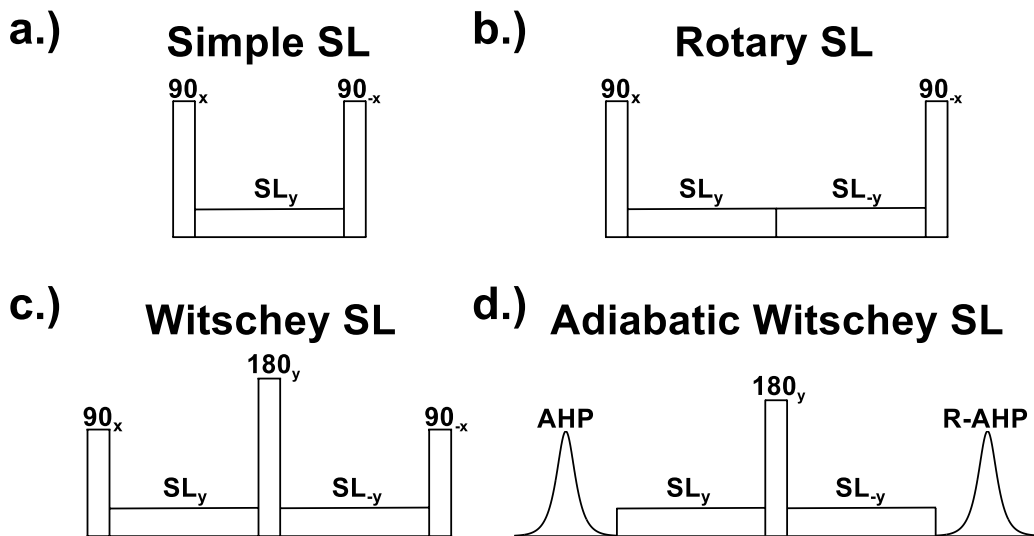 a.) Simple SL
90x 90-x
SLy
b.) Rotary SL
90x 90-x
SLy SL-y
c.) Witschey SL
180y
90x 90-x
SLy SL-y
d.) Adiabatic Witschey SL
180y
AHP R-AHP
SLy SL-y